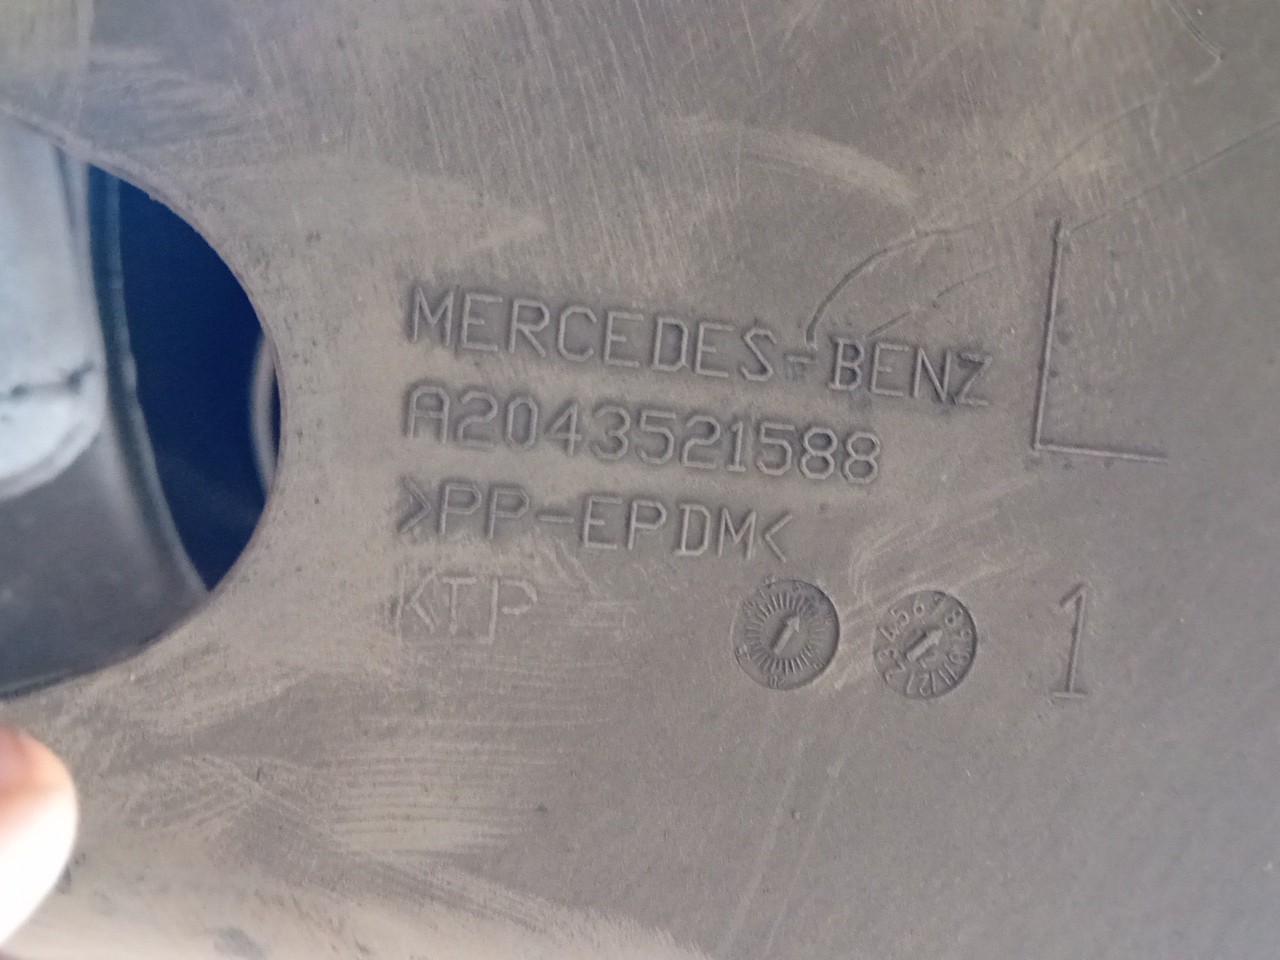 MERCEDES-BENZ
A2043521588
>PP-EPDM<
KTP
1
L